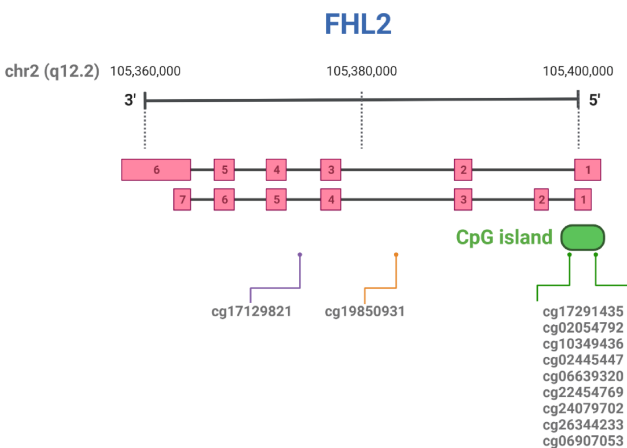 FHL2
chr2 (q12.2) 105,360,000 105,380,000 105,400,000
3' 5'
6 5 4 3 2 1
7 6 5 4 3 2 1
CpG island
cg17129821 cg19850931 cg17291435
cg02054792
cg10349436
cg02445447
cg06639320
cg22454769
cg24079702
cg26344233
cg06907053